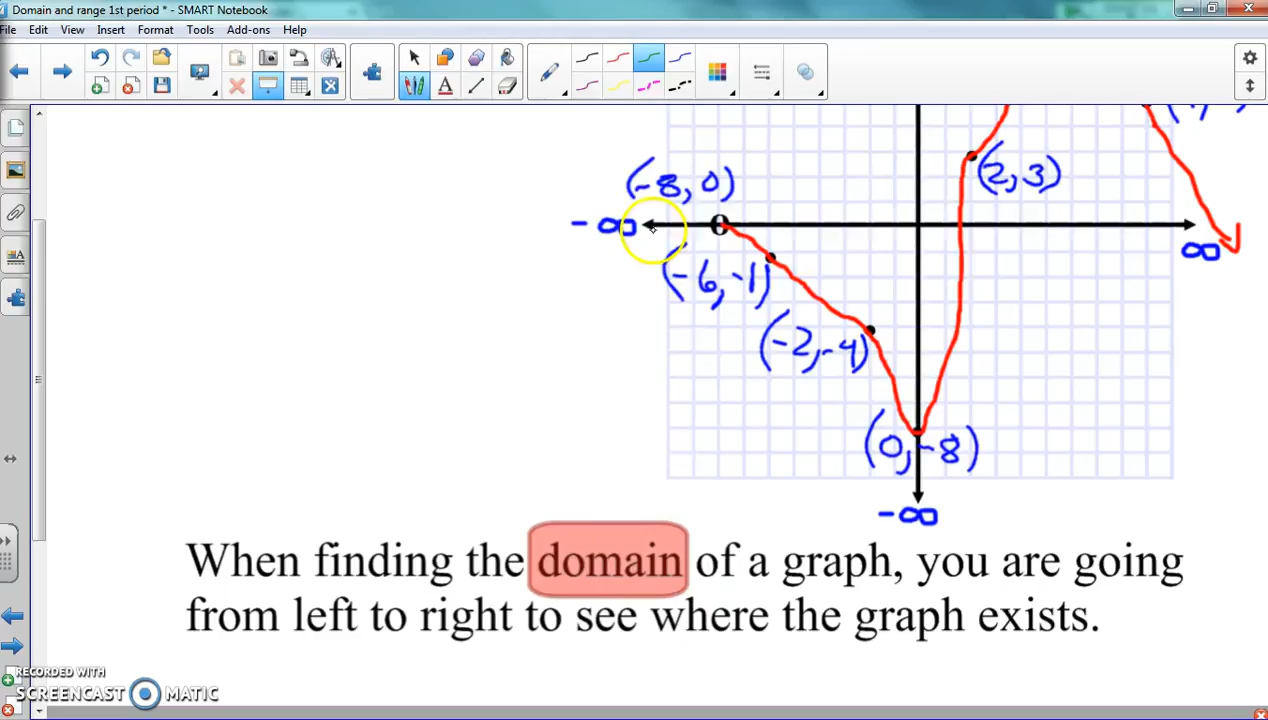 Domain and range 1st period * - SMART Notebook
File Edit View Insert Format Tools Add-ons Help
(2, 3)
(-8, 0)
-∞
∞
(-6, -1)
(-2, -4)
(0, -8)
-∞
When finding the domain of a graph, you are going
from left to right to see where the graph exists.
RECORDED WITH
SCREENCAST MATIC